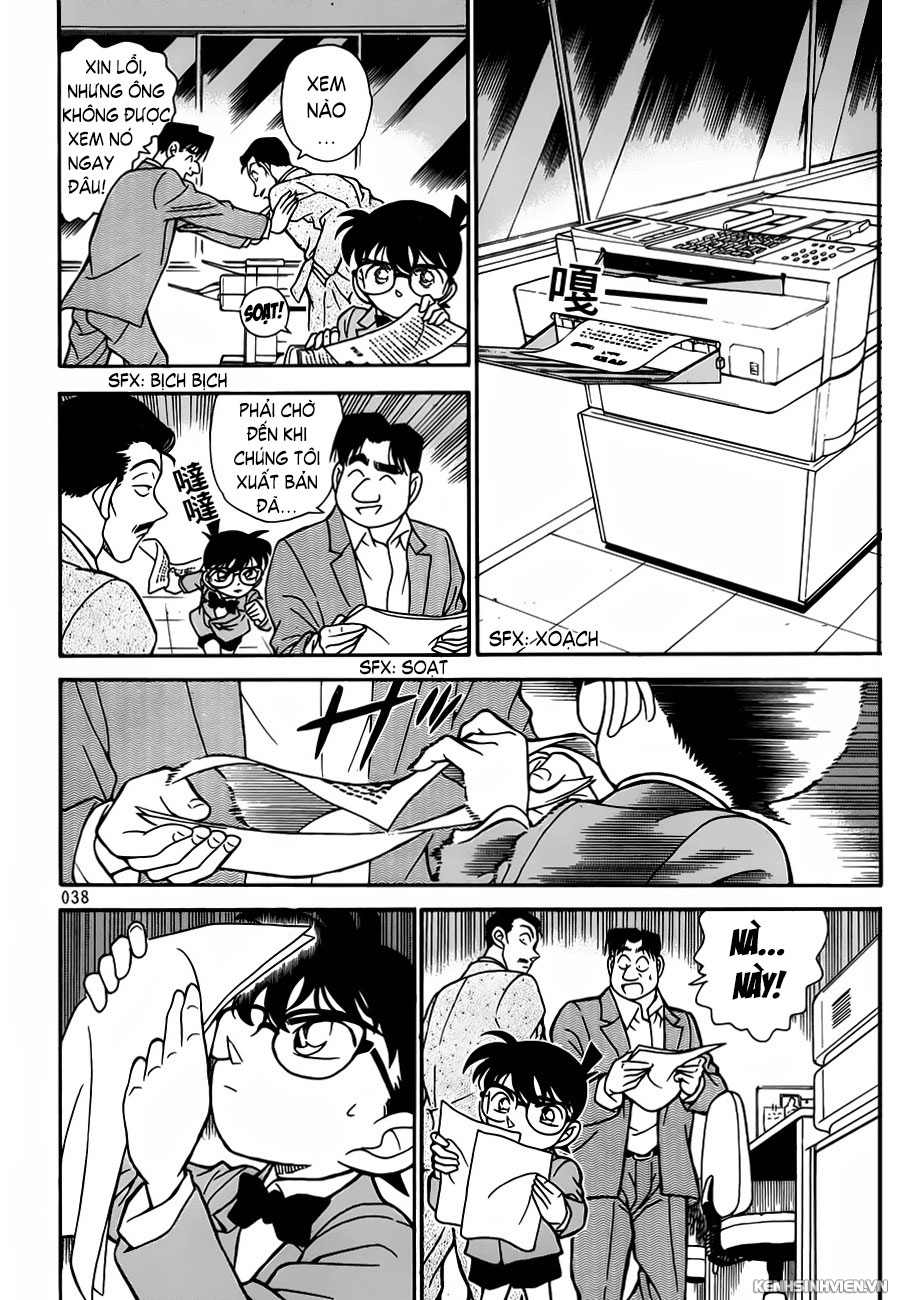 嘎
SFX: XOẠCH
XEM
NÀO
...
XIN LỔI,
NHƯNG ÔNG
KHÔNG ĐƯỢC
XEM NÓ
NGAY
ĐÂU!
SOẠT!
SFX: BỊCH BỊCH
PHẢI CHỜ
ĐẾN KHI
CHÚNG TÔI
XUẤT BẢN
ĐÃ...
噠噠
SFX: SOẠT
038
NÀ...
NÀY!
KENHSINHVIEN.VN